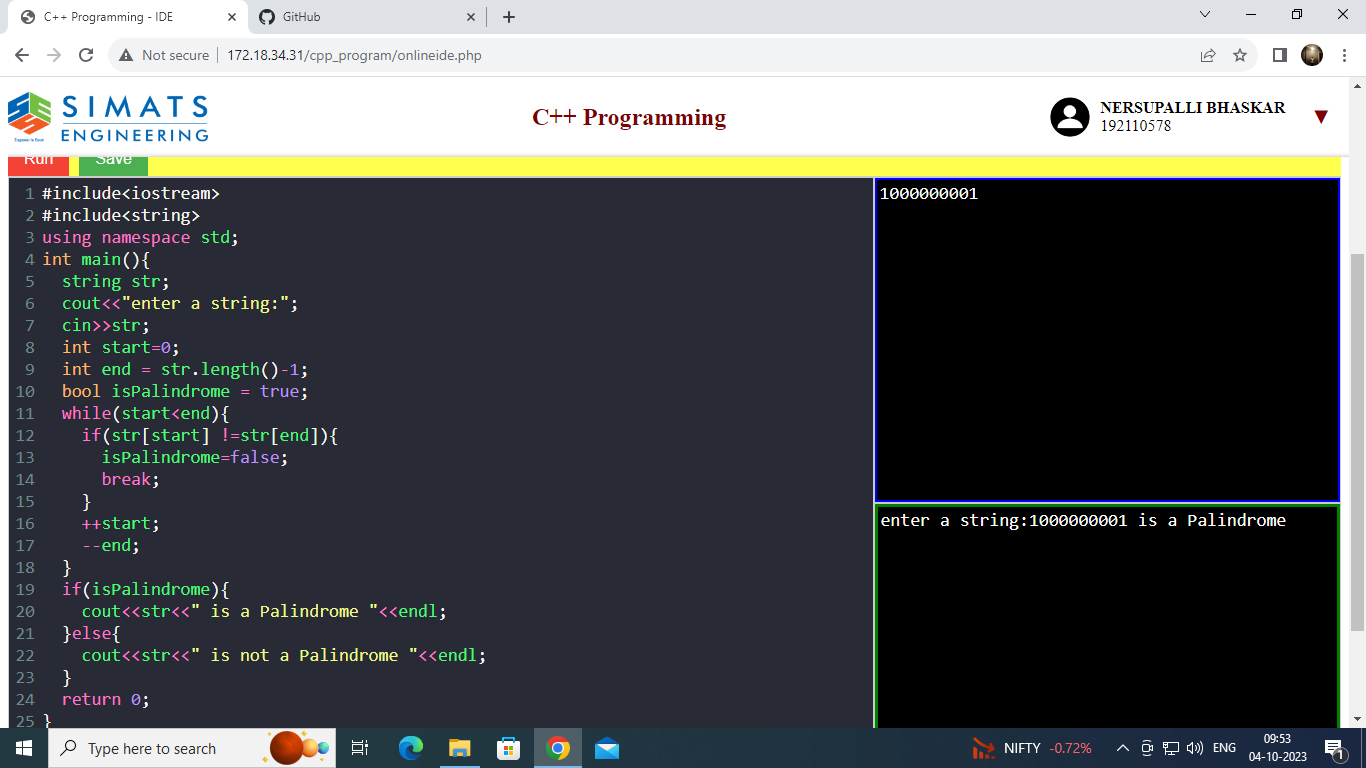 C++ Programming - IDE
GitHub
Not secure
172.18.34.31/cpp_program/onlineide.php
SIMATS
ENGINEERING
Engineer to Excel
C++ Programming
NERSUPALLI BHASKAR
192110578
Run Save
1 #include<iostream>
2 #include<string>
3 using namespace std;
4 int main(){
5   string str;
6   cout<<"enter a string:";
7   cin>>str;
8   int start=0;
9   int end = str.length()-1;
10   bool isPalindrome = true;
11   while(start<end){
12     if(str[start] !=str[end]){
13       isPalindrome=false;
14       break;
15     }
16     ++start;
17     --end;
18   }
19   if(isPalindrome){
20     cout<<str<<" is a Palindrome "<<endl;
21   }else{
22     cout<<str<<" is not a Palindrome "<<endl;
23   }
24   return 0;
25 }
1000000001
enter a string:1000000001 is a Palindrome
Type here to search
NIFTY -0.72%
ENG
09:53
04-10-2023
1